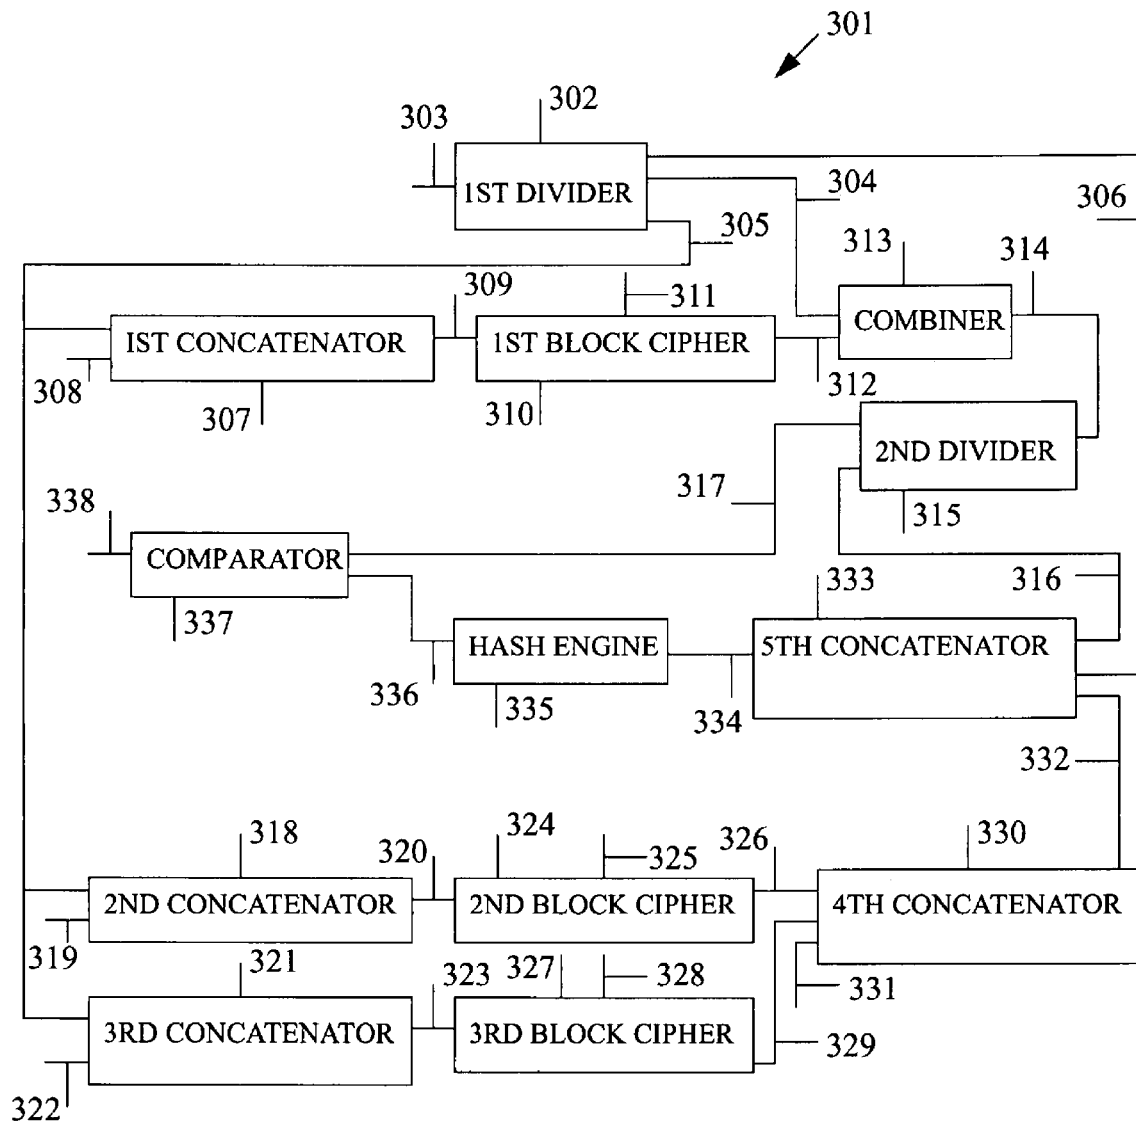 301
302
303
1ST DIVIDER
304
306
305
313
314
309
311
COMBINER
IST CONCATENATOR
1ST BLOCK CIPHER
308
312
307
310
2ND DIVIDER
317
338
315
COMPARATOR
333
316
337
HASH ENGINE
5TH CONCATENATOR
336
335
334
332
318
324
326
330
320
325
2ND CONCATENATOR
2ND BLOCK CIPHER
4TH CONCATENATOR
319
321
323
327
328
331
3RD CONCATENATOR
3RD BLOCK CIPHER
329
322